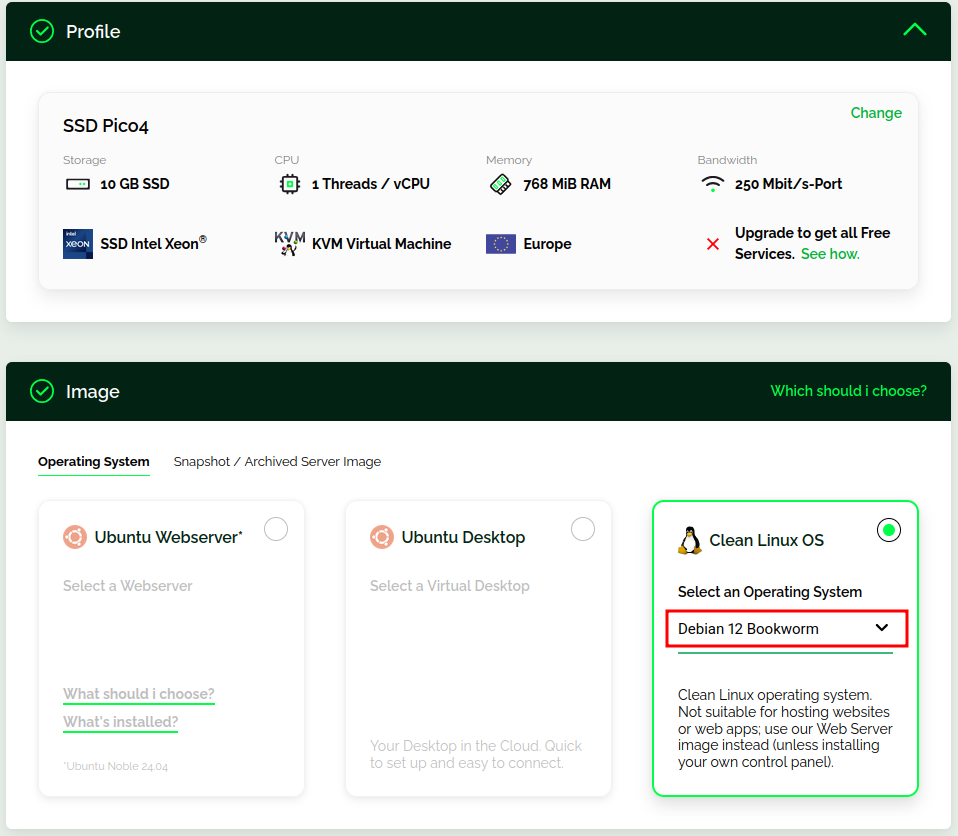 Profile
SSD Pico4
Change
Storage
CPU
Memory
Bandwidth
10 GB SSD
1 Threads / vCPU
768 MiB RAM
250 Mbit/s-Port
intel
XEON
SSD Intel Xeon®
KVM
KVM Virtual Machine
Europe
Upgrade to get all Free
Services. See how.
Image
Which should i choose?
Operating System
Snapshot / Archived Server Image
Ubuntu Webserver*
Select a Webserver
What should i choose?
What's installed?
*Ubuntu Noble 24.04
Ubuntu Desktop
Select a Virtual Desktop
Your Desktop in the Cloud. Quick
to set up and easy to connect.
Clean Linux OS
Select an Operating System
Debian 12 Bookworm
Clean Linux operating system.
Not suitable for hosting websites
or web apps; use our Web Server
image instead (unless installing
your own control panel).